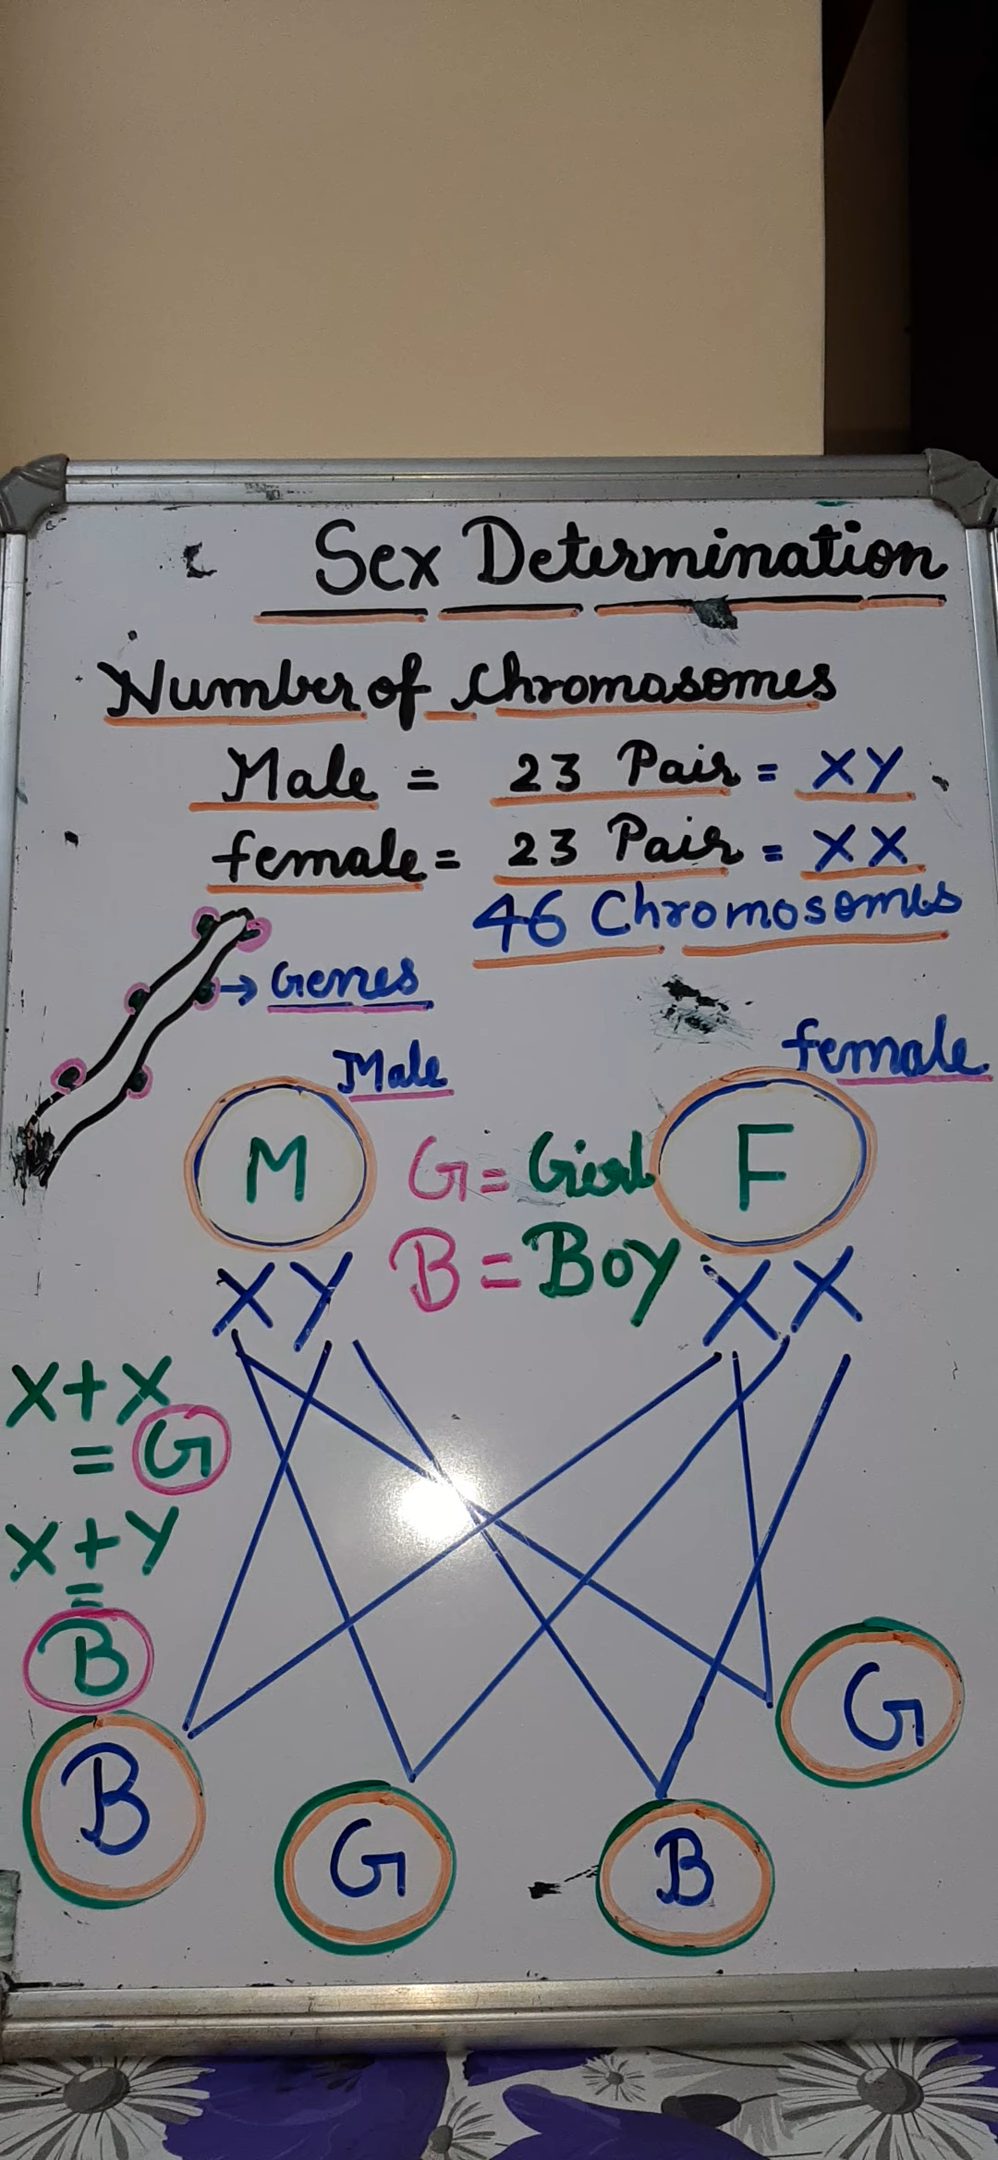 Sex Determination
Number of Chromosomes
Male = 23 Pair = XY
female = 23 Pair = XX
46 Chromosomes
→ Genes
Male
female
M
F
G = Girl
B = Boy
XY
XX
X+X
= G
X+Y
=
B
B
G
B
G